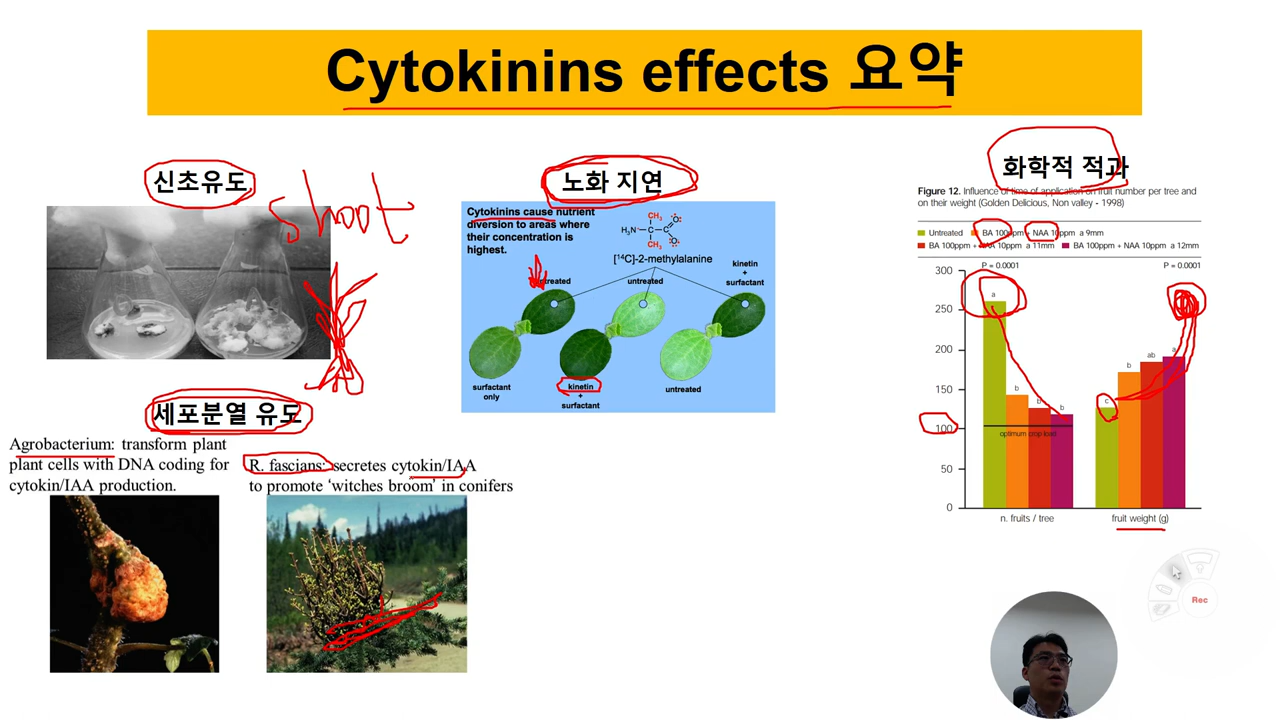 Cytokinins effects 요약
신초유도
shoot
세포분열 유도
Agrobacterium: transform plant
plant cells with DNA coding for
cytokin/IAA production.
R. fascians: secretes cytokin/IAA
to promote ‘witches broom’ in conifers
노화 지연
Cytokinins cause nutrient
diversion to areas where
their concentration is
highest.
CH₃
H₃N⁺—C—C
O
O
CH₃
[¹⁴C]-2-methylalanine
untreated
untreated
kinetin
+
surfactant
surfactant
only
kinetin
+
surfactant
untreated
화학적 적과
Figure 12. Influence of time of application on fruit number per tree and
on their weight (Golden Delicious, Non valley - 1998)
Untreated BA 100ppm + NAA 10ppm a 9mm
BA 100ppm + NAA 10ppm a 11mm BA 100ppm + NAA 10ppm a 12mm
P = 0.0001 P = 0.0001
300
250
200
150
100
50
0
a
b
b
b
c
b
ab
a
optimum crop load
n. fruits / tree fruit weight (g)
Rec